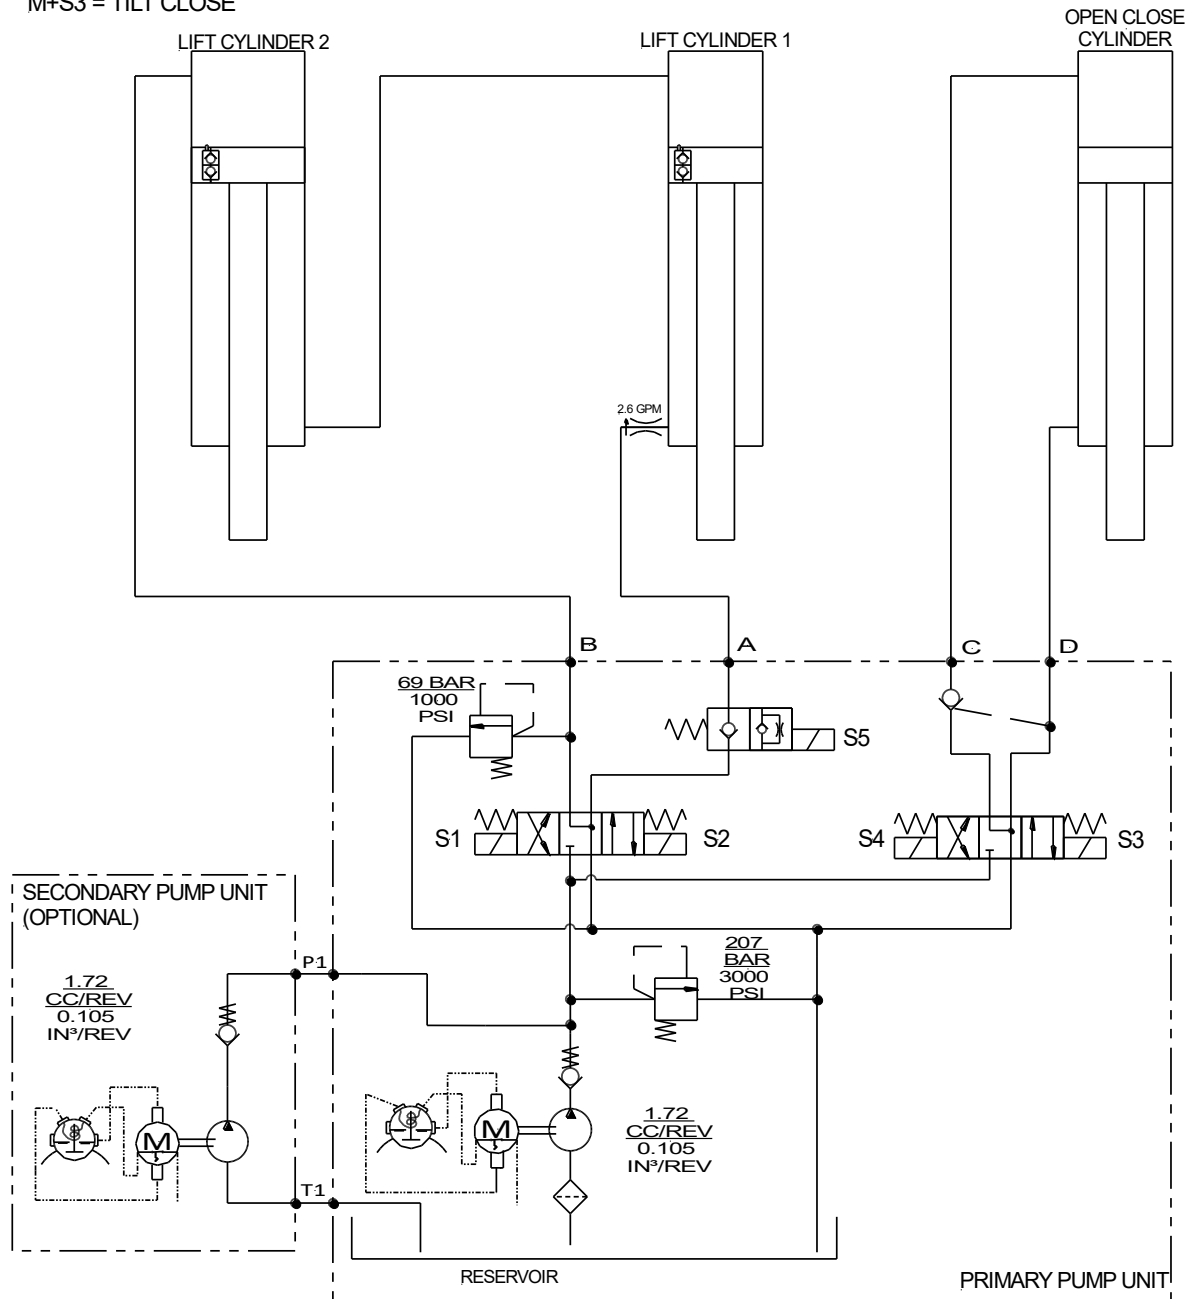 M+S3 = TILT CLOSE
LIFT CYLINDER 2
LIFT CYLINDER 1
OPEN CLOSE
CYLINDER
2.6 GPM
B
A
C
D
69 BAR
1000
PSI
S5
S1
S2
S4
S3
SECONDARY PUMP UNIT
(OPTIONAL)
207
BAR
3000
PSI
P1
1.72
CC/REV
0.105
IN³/REV
M
M
1.72
CC/REV
0.105
IN³/REV
T1
RESERVOIR
PRIMARY PUMP UNIT